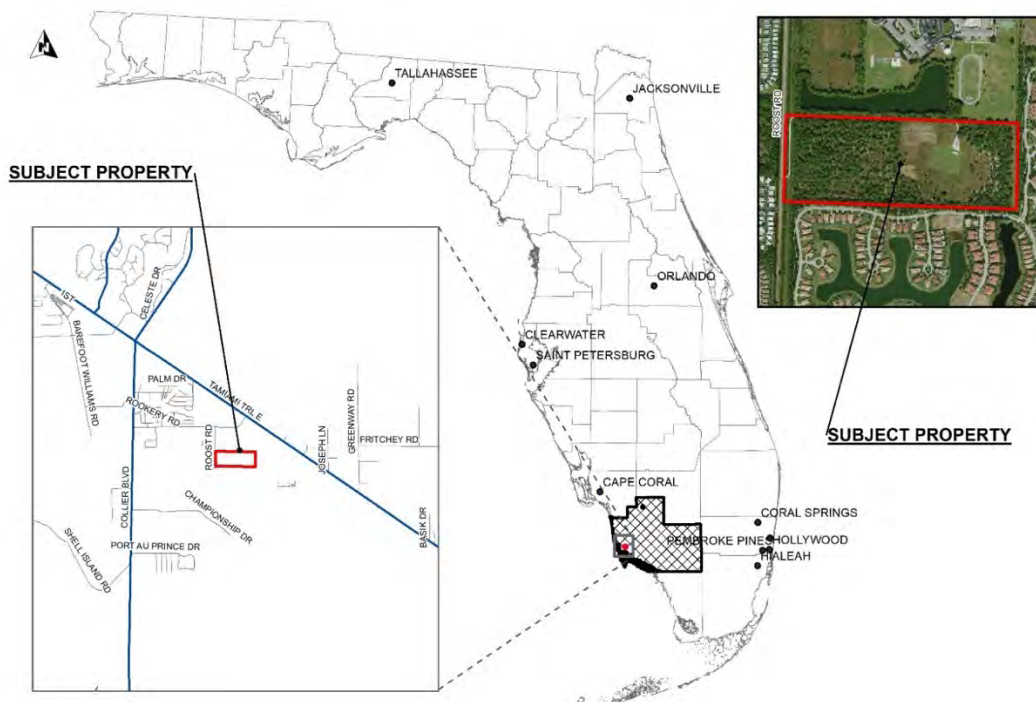 N
TALLAHASSEE
JACKSONVILLE
ROOST RD
SUBJECT PROPERTY
ORLANDO
CLEARWATER
SAINT PETERSBURG
CELESTE DR
IST
BAREFOOT WILLIAMS RD
PALM DR
TAMIAMI TRL E
ROOKERY RD
ROOST RD
JOSEPH LN
GREENWAY RD
FRITCHEY RD
COLLIER BLVD
CHAMPIONSHIP DR
BASIK DR
SHELL ISLAND RD
PORT AU PRINCE DR
SUBJECT PROPERTY
CAPE CORAL
CORAL SPRINGS
PEMBROKE PINES
HOLLYWOOD
HIALEAH